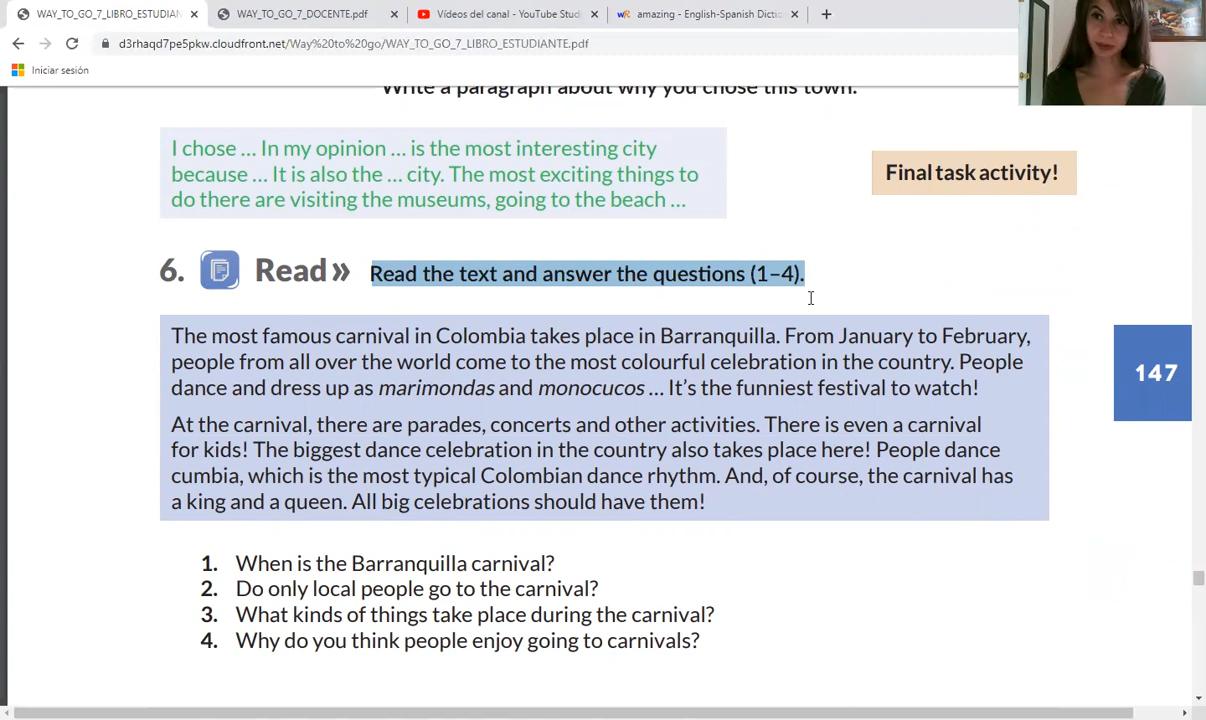 WAY_TO_GO_7_LIBRO_ESTUDIAN
WAY_TO_GO_7_DOCENTE.pdf
Vídeos del canal - YouTube Stud
amazing - English-Spanish Dictio
d3rhaqd7pe5pkw.cloudfront.net/Way%20to%20go/WAY_TO_GO_7_LIBRO_ESTUDIANTE.pdf
Iniciar sesión
Write a paragraph about why you chose this town.
I chose ... In my opinion ... is the most interesting city
because ... It is also the ... city. The most exciting things to
do there are visiting the museums, going to the beach ...
Final task activity!
6. Read» Read the text and answer the questions (1–4).
The most famous carnival in Colombia takes place in Barranquilla. From January to February,
people from all over the world come to the most colourful celebration in the country. People
dance and dress up as marimondas and monocucos ... It's the funniest festival to watch!
At the carnival, there are parades, concerts and other activities. There is even a carnival
for kids! The biggest dance celebration in the country also takes place here! People dance
cumbia, which is the most typical Colombian dance rhythm. And, of course, the carnival has
a king and a queen. All big celebrations should have them!
147
1. When is the Barranquilla carnival?
2. Do only local people go to the carnival?
3. What kinds of things take place during the carnival?
4. Why do you think people enjoy going to carnivals?